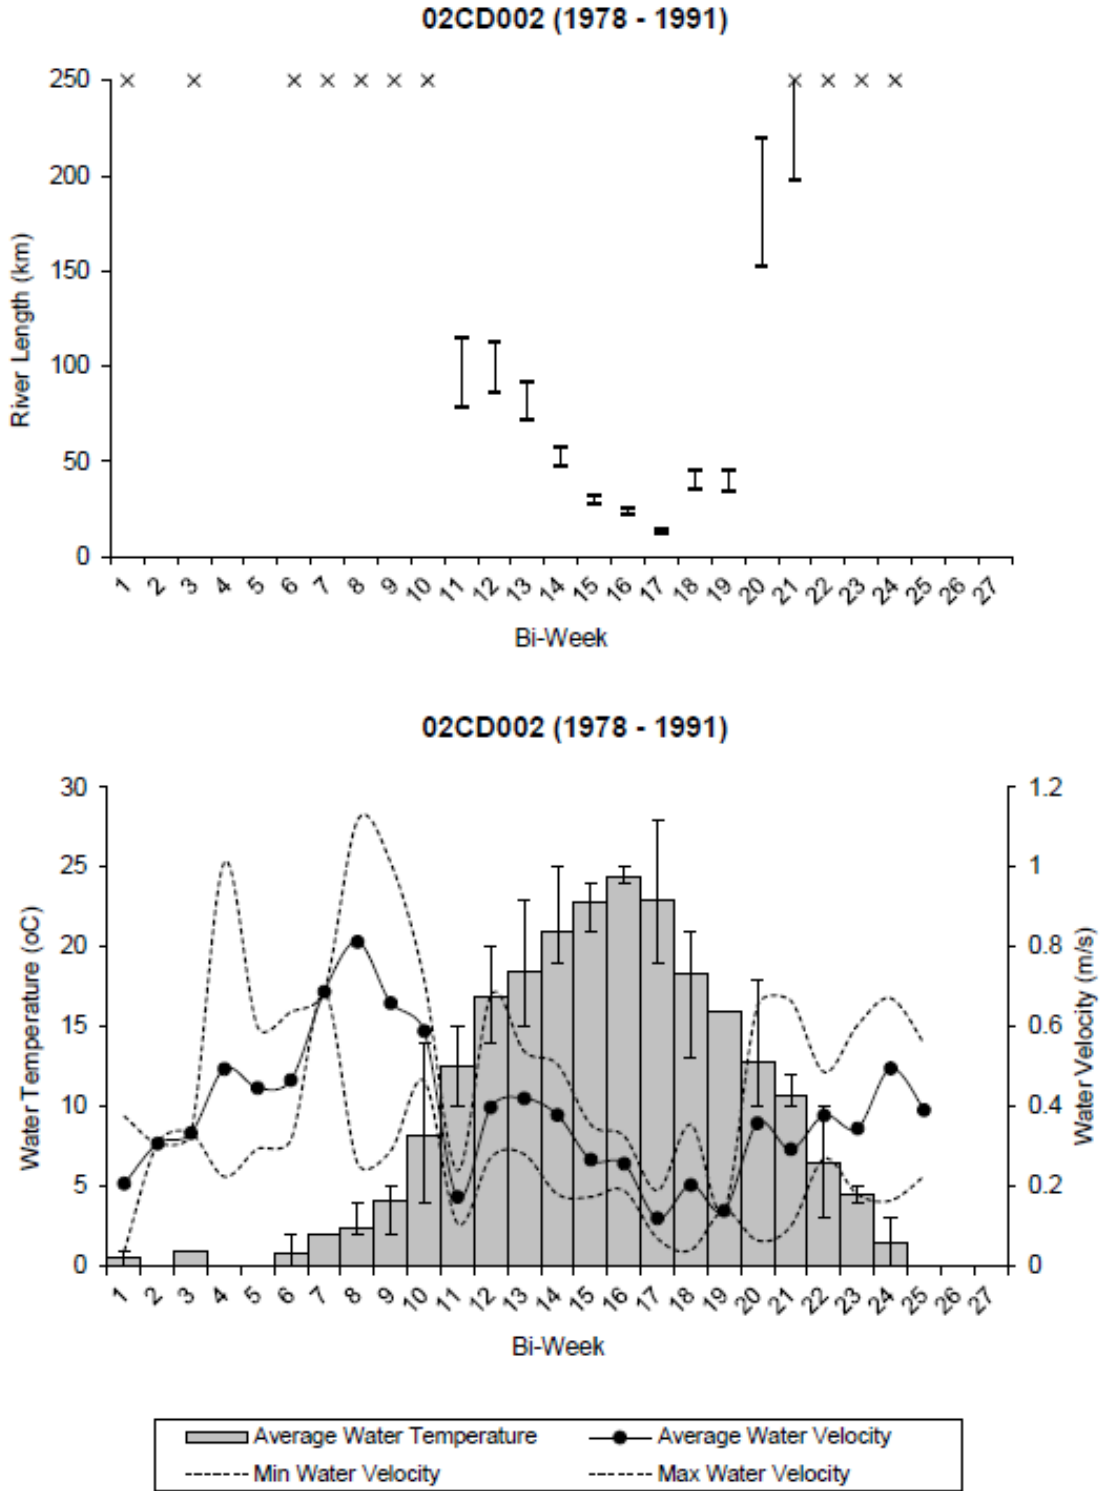 02CD002 (1978 - 1991)
250
200
150
100
50
0
River Length (km)
1 2 3 4 5 6 7 8 9 10 11 12 13 14 15 16 17 18 19 20 21 22 23 24 25 26 27
Bi-Week
02CD002 (1978 - 1991)
30
25
20
15
10
5
0
Water Temperature (oC)
1.2
1
0.8
0.6
0.4
0.2
0
Water Velocity (m/s)
1 2 3 4 5 6 7 8 9 10 11 12 13 14 15 16 17 18 19 20 21 22 23 24 25 26 27
Bi-Week
Average Water Temperature
Average Water Velocity
Min Water Velocity
Max Water Velocity